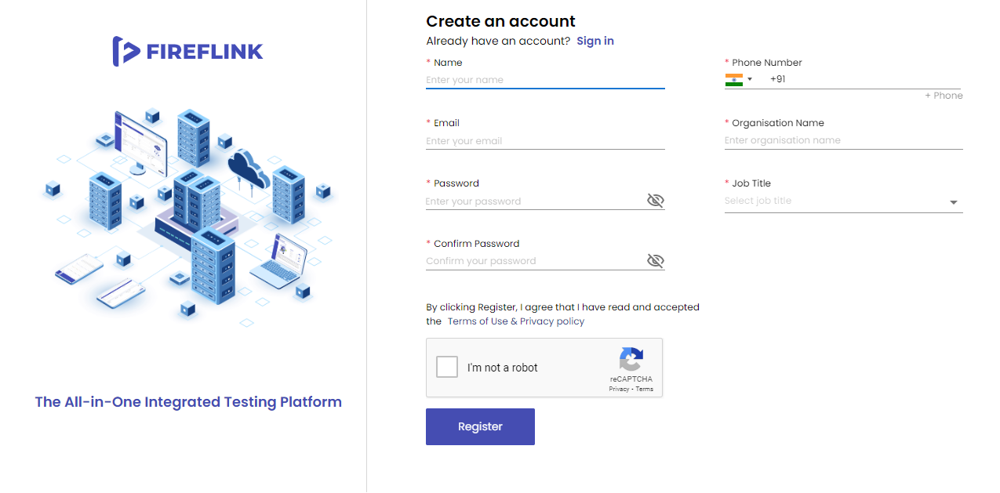 FIREFLINK
The All-in-One Integrated Testing Platform
Create an account
Already have an account? Sign in
* Name
Enter your name
* Phone Number
+91
+ Phone
* Email
Enter your email
* Organisation Name
Enter organisation name
* Password
Enter your password
* Job Title
Select job title
* Confirm Password
Confirm your password
By clicking Register, I agree that I have read and accepted
the Terms of Use & Privacy policy
I'm not a robot
reCAPTCHA
Privacy - Terms
Register